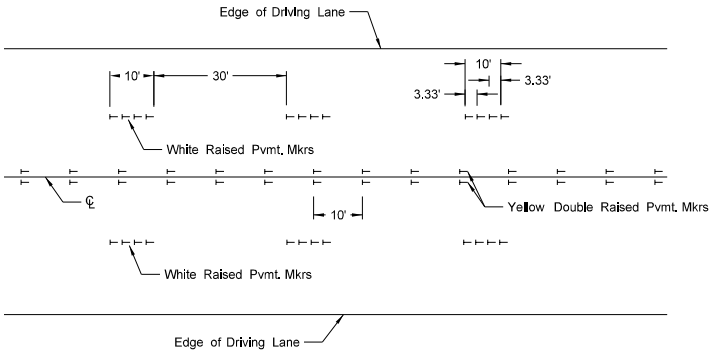 Edge of Driving Lane
10'
30'
10'
3.33'
3.33'
White Raised Pvmt. Mkrs
℄
10'
Yellow Double Raised Pvmt. Mkrs
White Raised Pvmt. Mkrs
Edge of Driving Lane